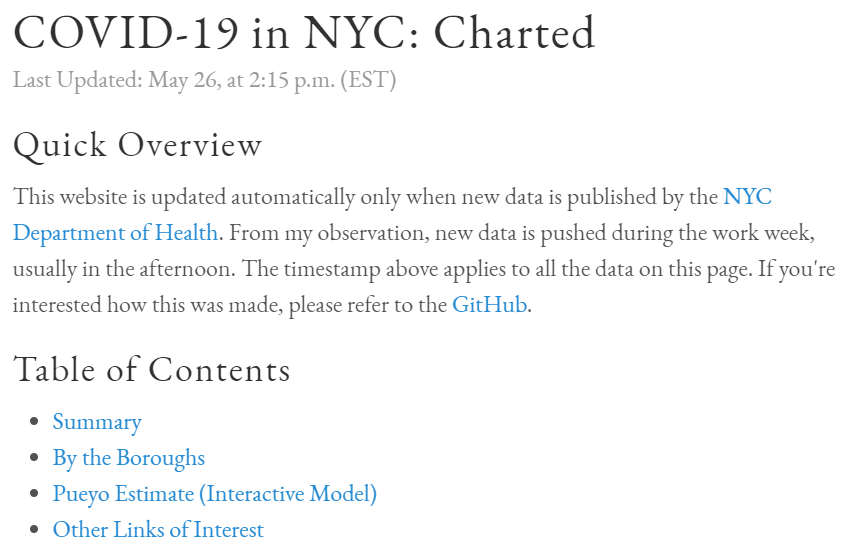 COVID-19 in NYC: Charted
Last Updated: May 26, at 2:15 p.m. (EST)
Quick Overview
This website is updated automatically only when new data is published by the NYC
Department of Health. From my observation, new data is pushed during the work week,
usually in the afternoon. The timestamp above applies to all the data on this page. If you're
interested how this was made, please refer to the GitHub.
Table of Contents
• Summary
• By the Boroughs
• Pueyo Estimate (Interactive Model)
• Other Links of Interest